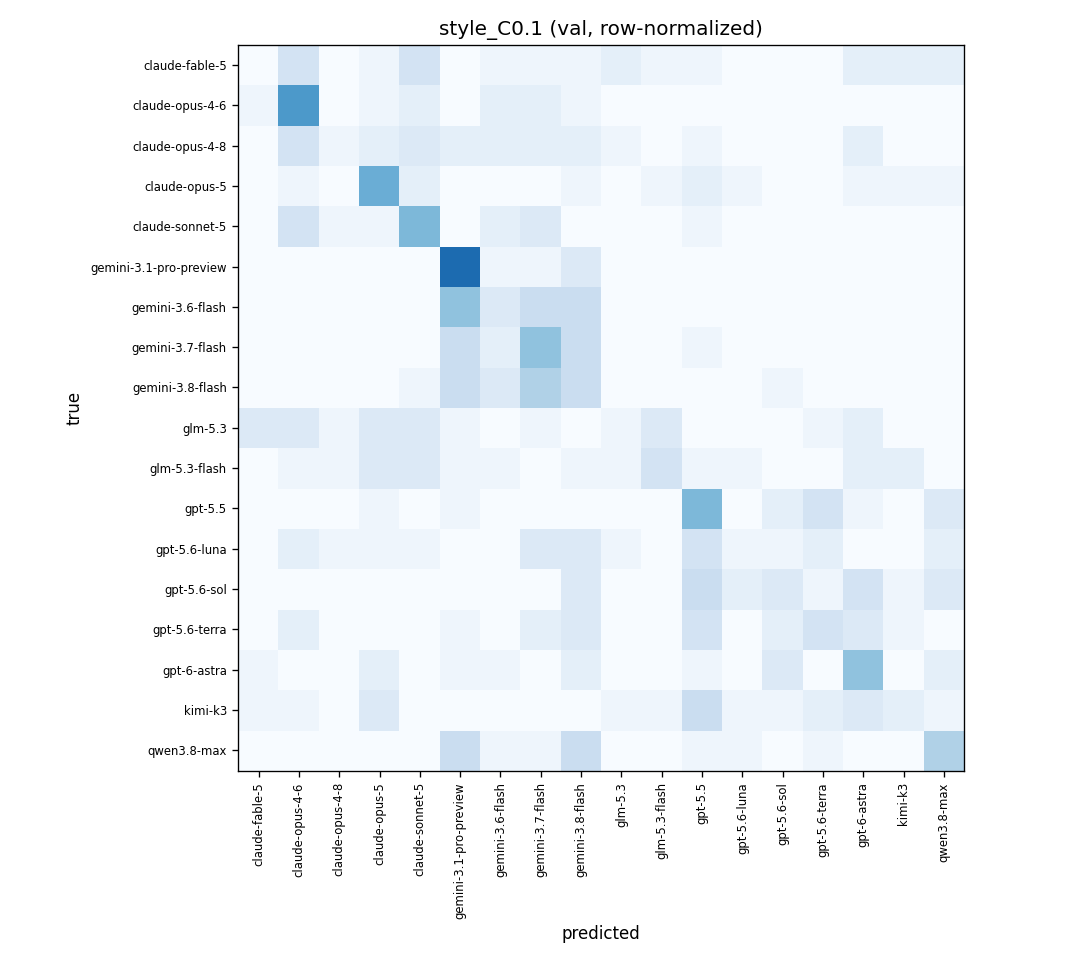 style_C0.1 (val, row-normalized)
claude-fable-5
claude-opus-4-6
claude-opus-4-8
claude-opus-5
claude-sonnet-5
gemini-3.1-pro-preview
gemini-3.6-flash
gemini-3.7-flash
gemini-3.8-flash
glm-5.3
glm-5.3-flash
gpt-5.5
gpt-5.6-luna
gpt-5.6-sol
gpt-5.6-terra
gpt-6-astra
kimi-k3
qwen3.8-max
true
claude-fable-5
claude-opus-4-6
claude-opus-4-8
claude-opus-5
claude-sonnet-5
gemini-3.1-pro-preview
gemini-3.6-flash
gemini-3.7-flash
gemini-3.8-flash
glm-5.3
glm-5.3-flash
gpt-5.5
gpt-5.6-luna
gpt-5.6-sol
gpt-5.6-terra
gpt-6-astra
kimi-k3
qwen3.8-max
predicted